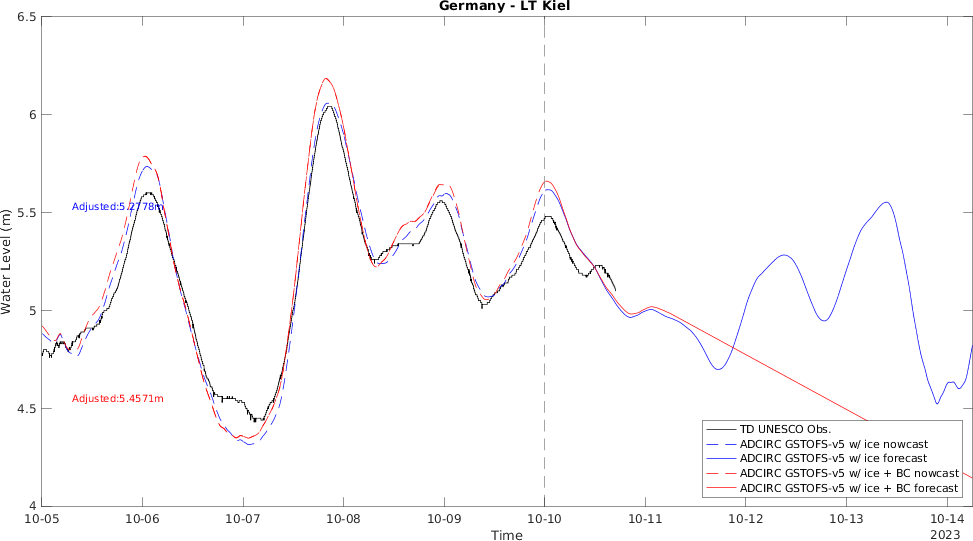 Germany - LT Kiel
6.5
6
5.5
5
4.5
4
Water Level (m)
Adjusted:5.2778m
Adjusted:5.4571m
TD UNESCO Obs.
ADCIRC GSTOFS-v5 w/ ice nowcast
ADCIRC GSTOFS-v5 w/ ice forecast
ADCIRC GSTOFS-v5 w/ ice + BC nowcast
ADCIRC GSTOFS-v5 w/ ice + BC forecast
10-05 10-06 10-07 10-08 10-09 10-10 10-11 10-12 10-13 10-14
Time
2023